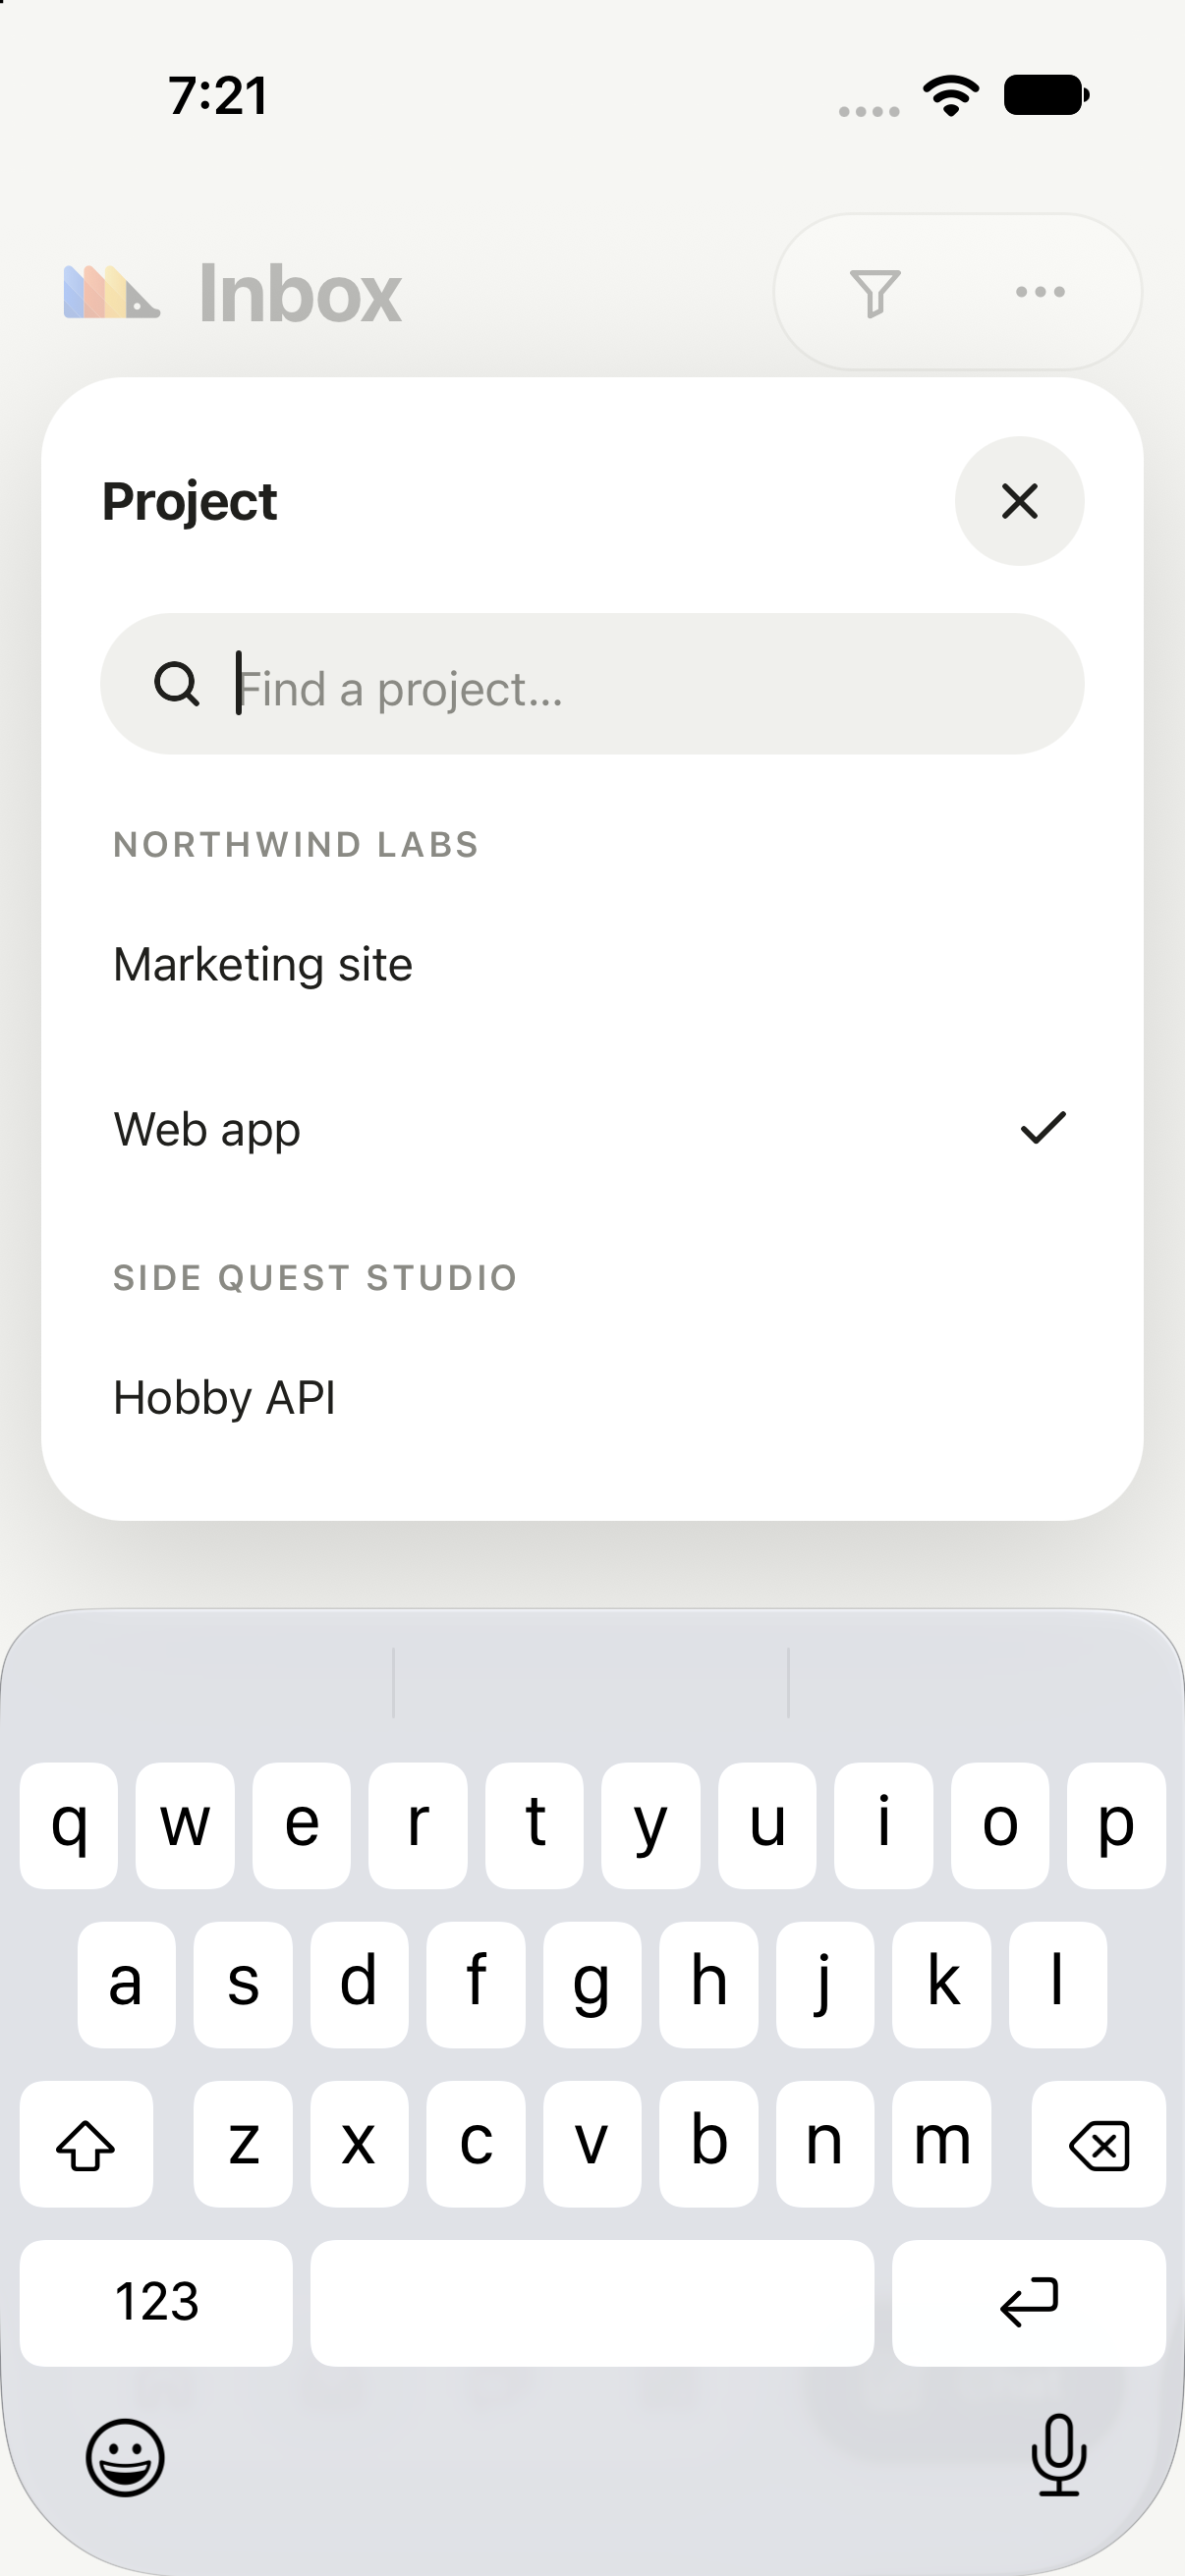 7:21
Inbox
Project
Find a project...
NORTHWIND LABS
Marketing site
Web app
SIDE QUEST STUDIO
Hobby API
q w e r t y u i o p
a s d f g h j k l
z x c v b n m
123